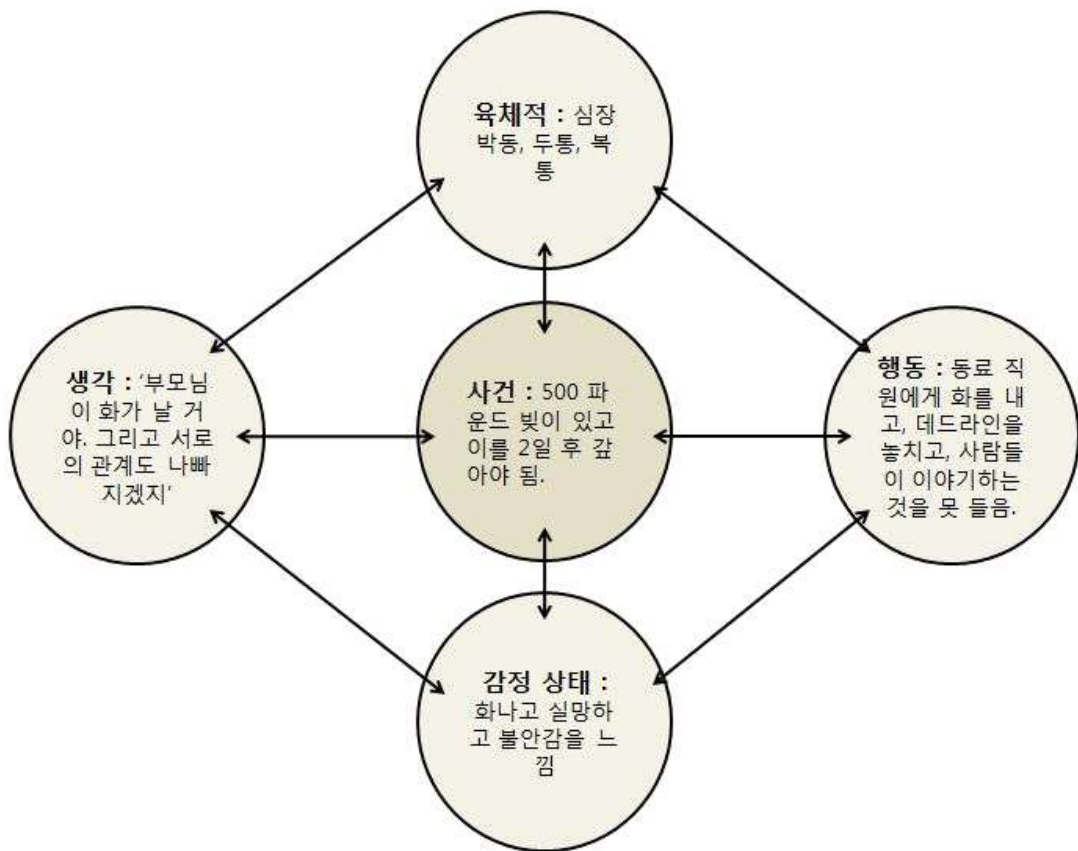 육체적 : 심장
박동, 두통, 복
통
생각 : ‘부모님
이 화가 날 거
야. 그리고 서로
의 관계도 나빠
지겠지’
사건 : 500 파
운드 빚이 있고
이를 2일 후 갚
아야 됨.
행동 : 동료 직
원에게 화를 내
고, 데드라인을
놓치고, 사람들
이 이야기하는
것을 못 들음.
감정 상태 :
화나고 실망하
고 불안감을 느
낌